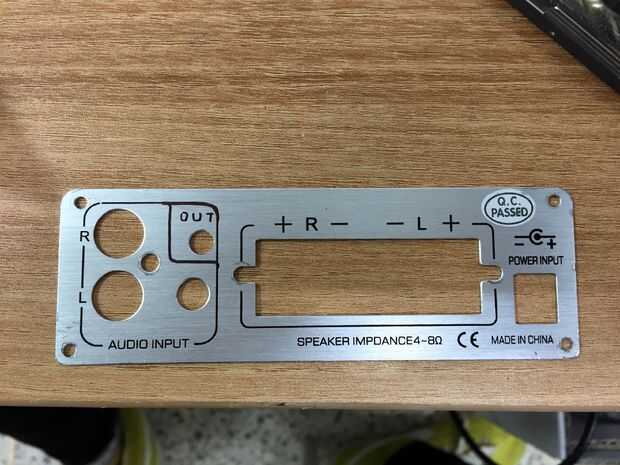 OUT
Q.C.
PASSED
+ R − − L +
R
− +
POWER INPUT
L
AUDIO INPUT
SPEAKER IMPDANCE4-8Ω CE
MADE IN CHINA